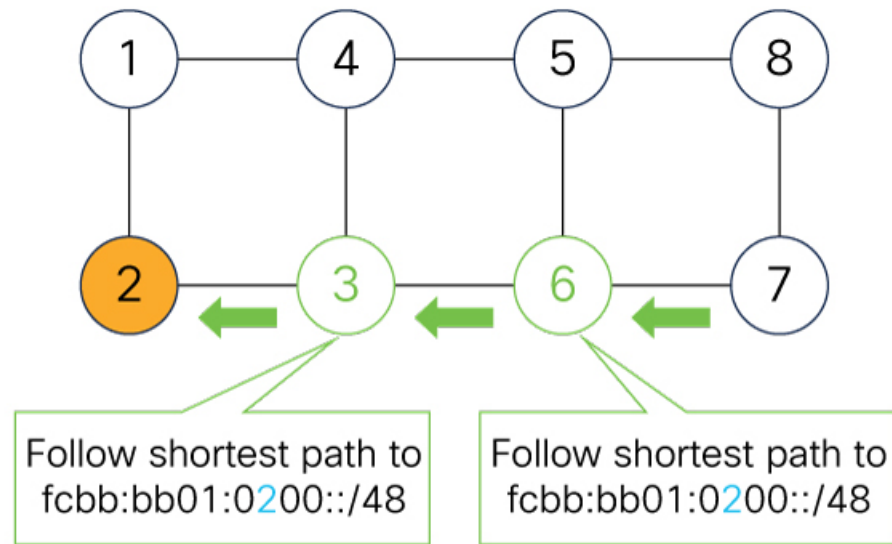 1 4 5 8
2 3 6 7
Follow shortest path to
fcbb:bb01:0200::/48
Follow shortest path to
fcbb:bb01:0200::/48